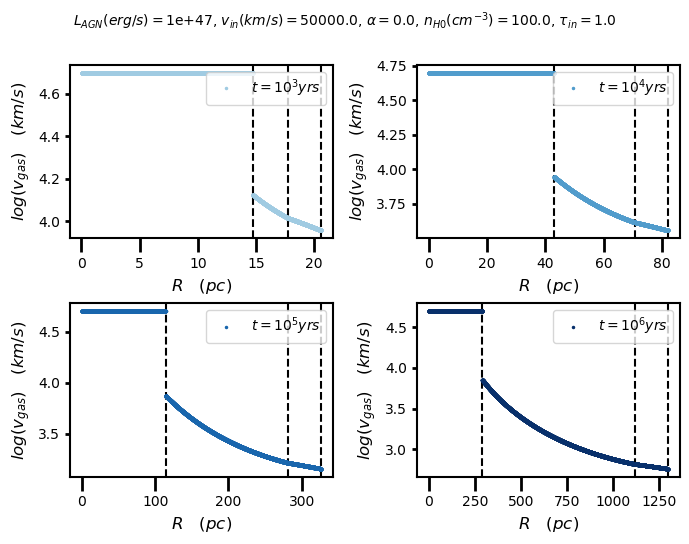 L_AGN(erg/s) = 1e+47, v_in(km/s) = 50000.0, α = 0.0, n_H0(cm^−3) = 100.0, τ_in = 1.0
log(v_gas) (km/s)
4.6
4.4
4.2
4.0
t = 10^3 yrs
0 5 10 15 20
R (pc)
log(v_gas) (km/s)
4.75
4.50
4.25
4.00
3.75
t = 10^4 yrs
0 20 40 60 80
R (pc)
log(v_gas) (km/s)
4.5
4.0
3.5
t = 10^5 yrs
0 100 200 300
R (pc)
log(v_gas) (km/s)
4.5
4.0
3.5
3.0
t = 10^6 yrs
0 250 500 750 1000 1250
R (pc)